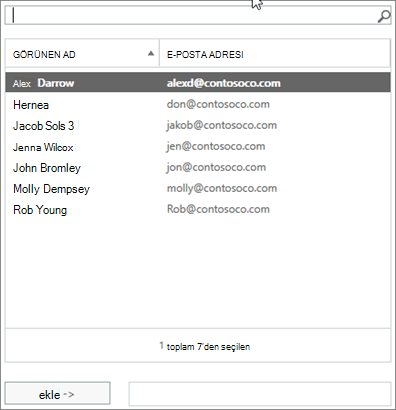 GÖRÜNEN AD E-POSTA ADRESİ
Alex Darrow alexd@contosoco.com
Hernea don@contosoco.com
Jacob Sols 3 jakob@contosoco.com
Jenna Wilcox jen@contosoco.com
John Bromley jon@contosoco.com
Molly Dempsey molly@contosoco.com
Rob Young Rob@contosoco.com
1 toplam 7'den seçilen
ekle ->